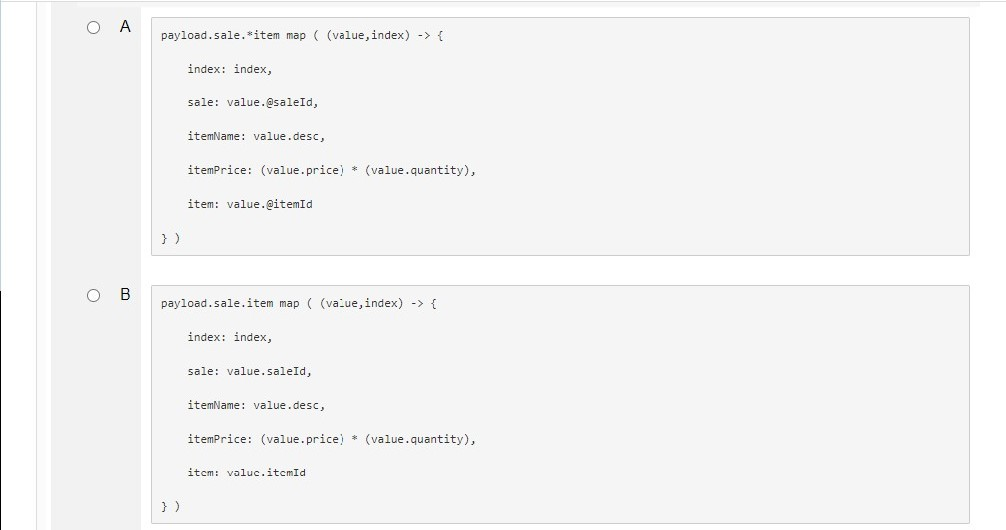 A
payload.sale.*item map ( (value,index) -> {
index: index,
sale: value.@saleId,
itemName: value.desc,
itemPrice: (value.price) * (value.quantity),
item: value.@itemId
} )
B
payload.sale.item map ( (value,index) -> {
index: index,
sale: value.saleId,
itemName: value.desc,
itemPrice: (value.price) * (value.quantity),
item: value.itemId
} )